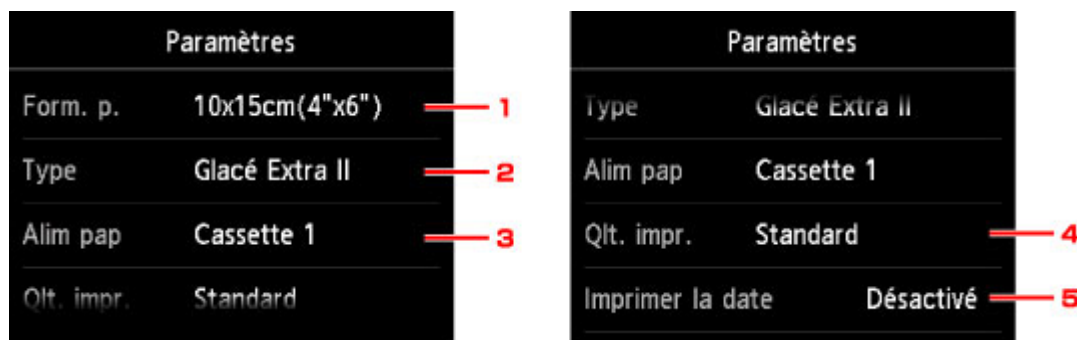 Paramètres
Form. p. 10x15cm(4"x6") 1
Type Glacé Extra II 2
Alim pap Cassette 1 3
Qlt. impr. Standard
Paramètres
Type Glacé Extra II
Alim pap Cassette 1
Qlt. impr. Standard 4
Imprimer la date Désactivé 5